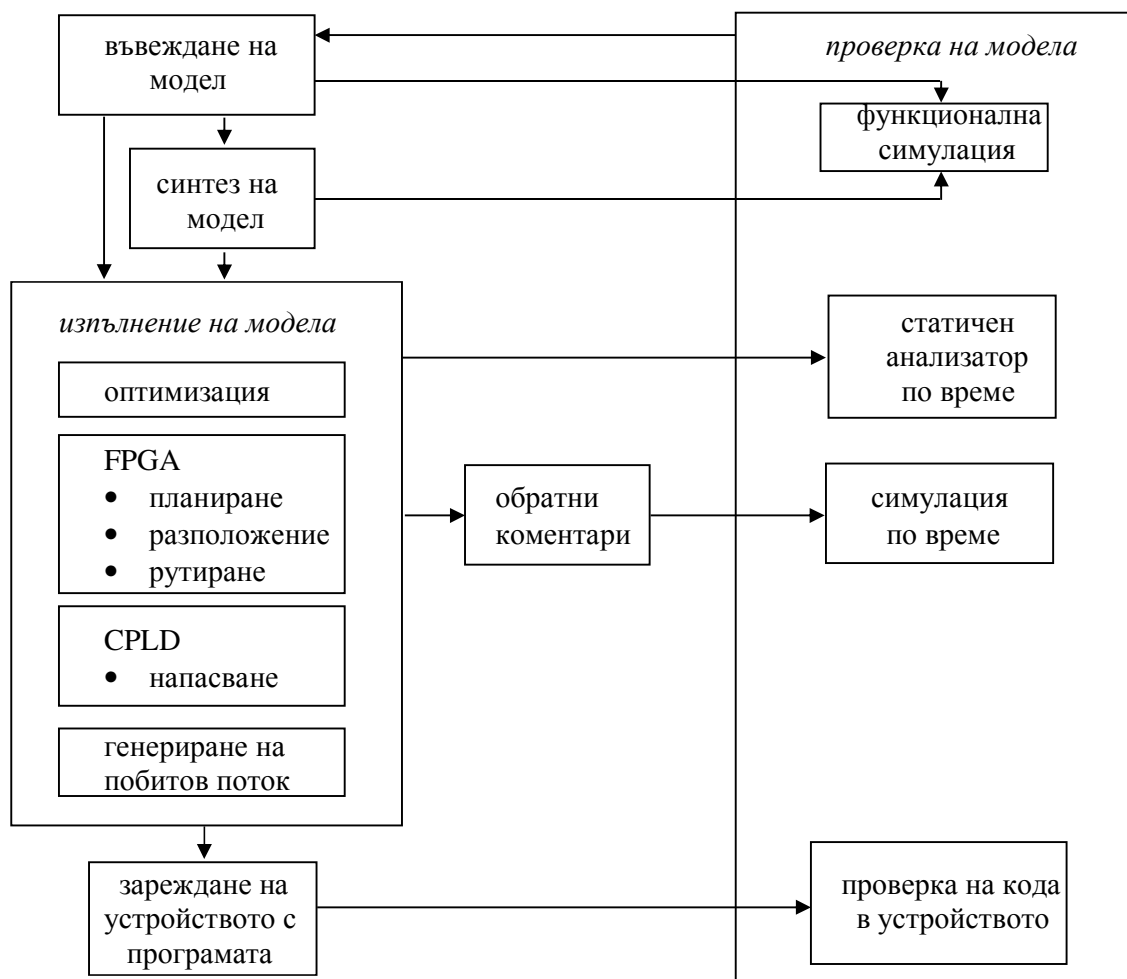 въвеждане на
модел
проверка на модела
функционална
симулация
синтез на
модел
изпълнение на модела
оптимизация
FPGA
• планиране
• разположение
• рутиране
CPLD
• напасване
генериране на
побитов поток
обратни
коментари
статичен
анализатор
по време
симулация
по време
зареждане на
устройството с
програмата
проверка на кода
в устройството